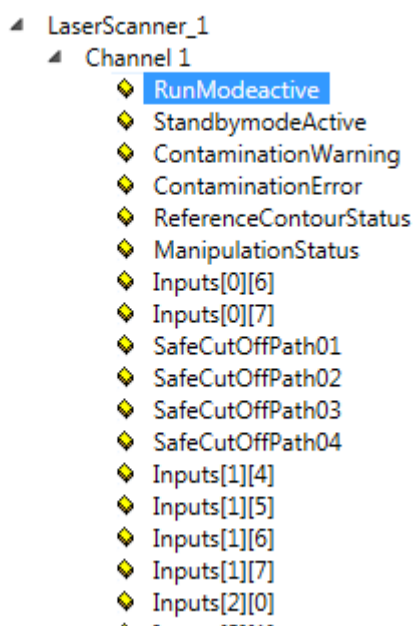 LaserScanner_1
Channel 1
RunModeactive
StandbymodeActive
ContaminationWarning
ContaminationError
ReferenceContourStatus
ManipulationStatus
Inputs[0][6]
Inputs[0][7]
SafeCutOffPath01
SafeCutOffPath02
SafeCutOffPath03
SafeCutOffPath04
Inputs[1][4]
Inputs[1][5]
Inputs[1][6]
Inputs[1][7]
Inputs[2][0]